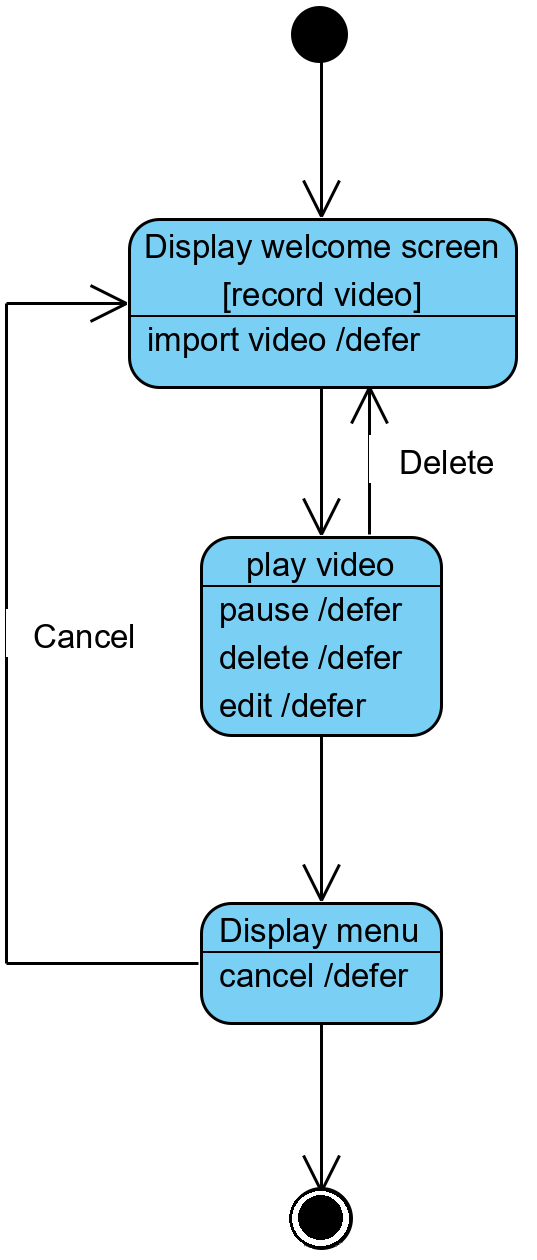 Display welcome screen
[record video]
import video /defer
Delete
play video
pause /defer
delete /defer
edit /defer
Cancel
Display menu
cancel /defer